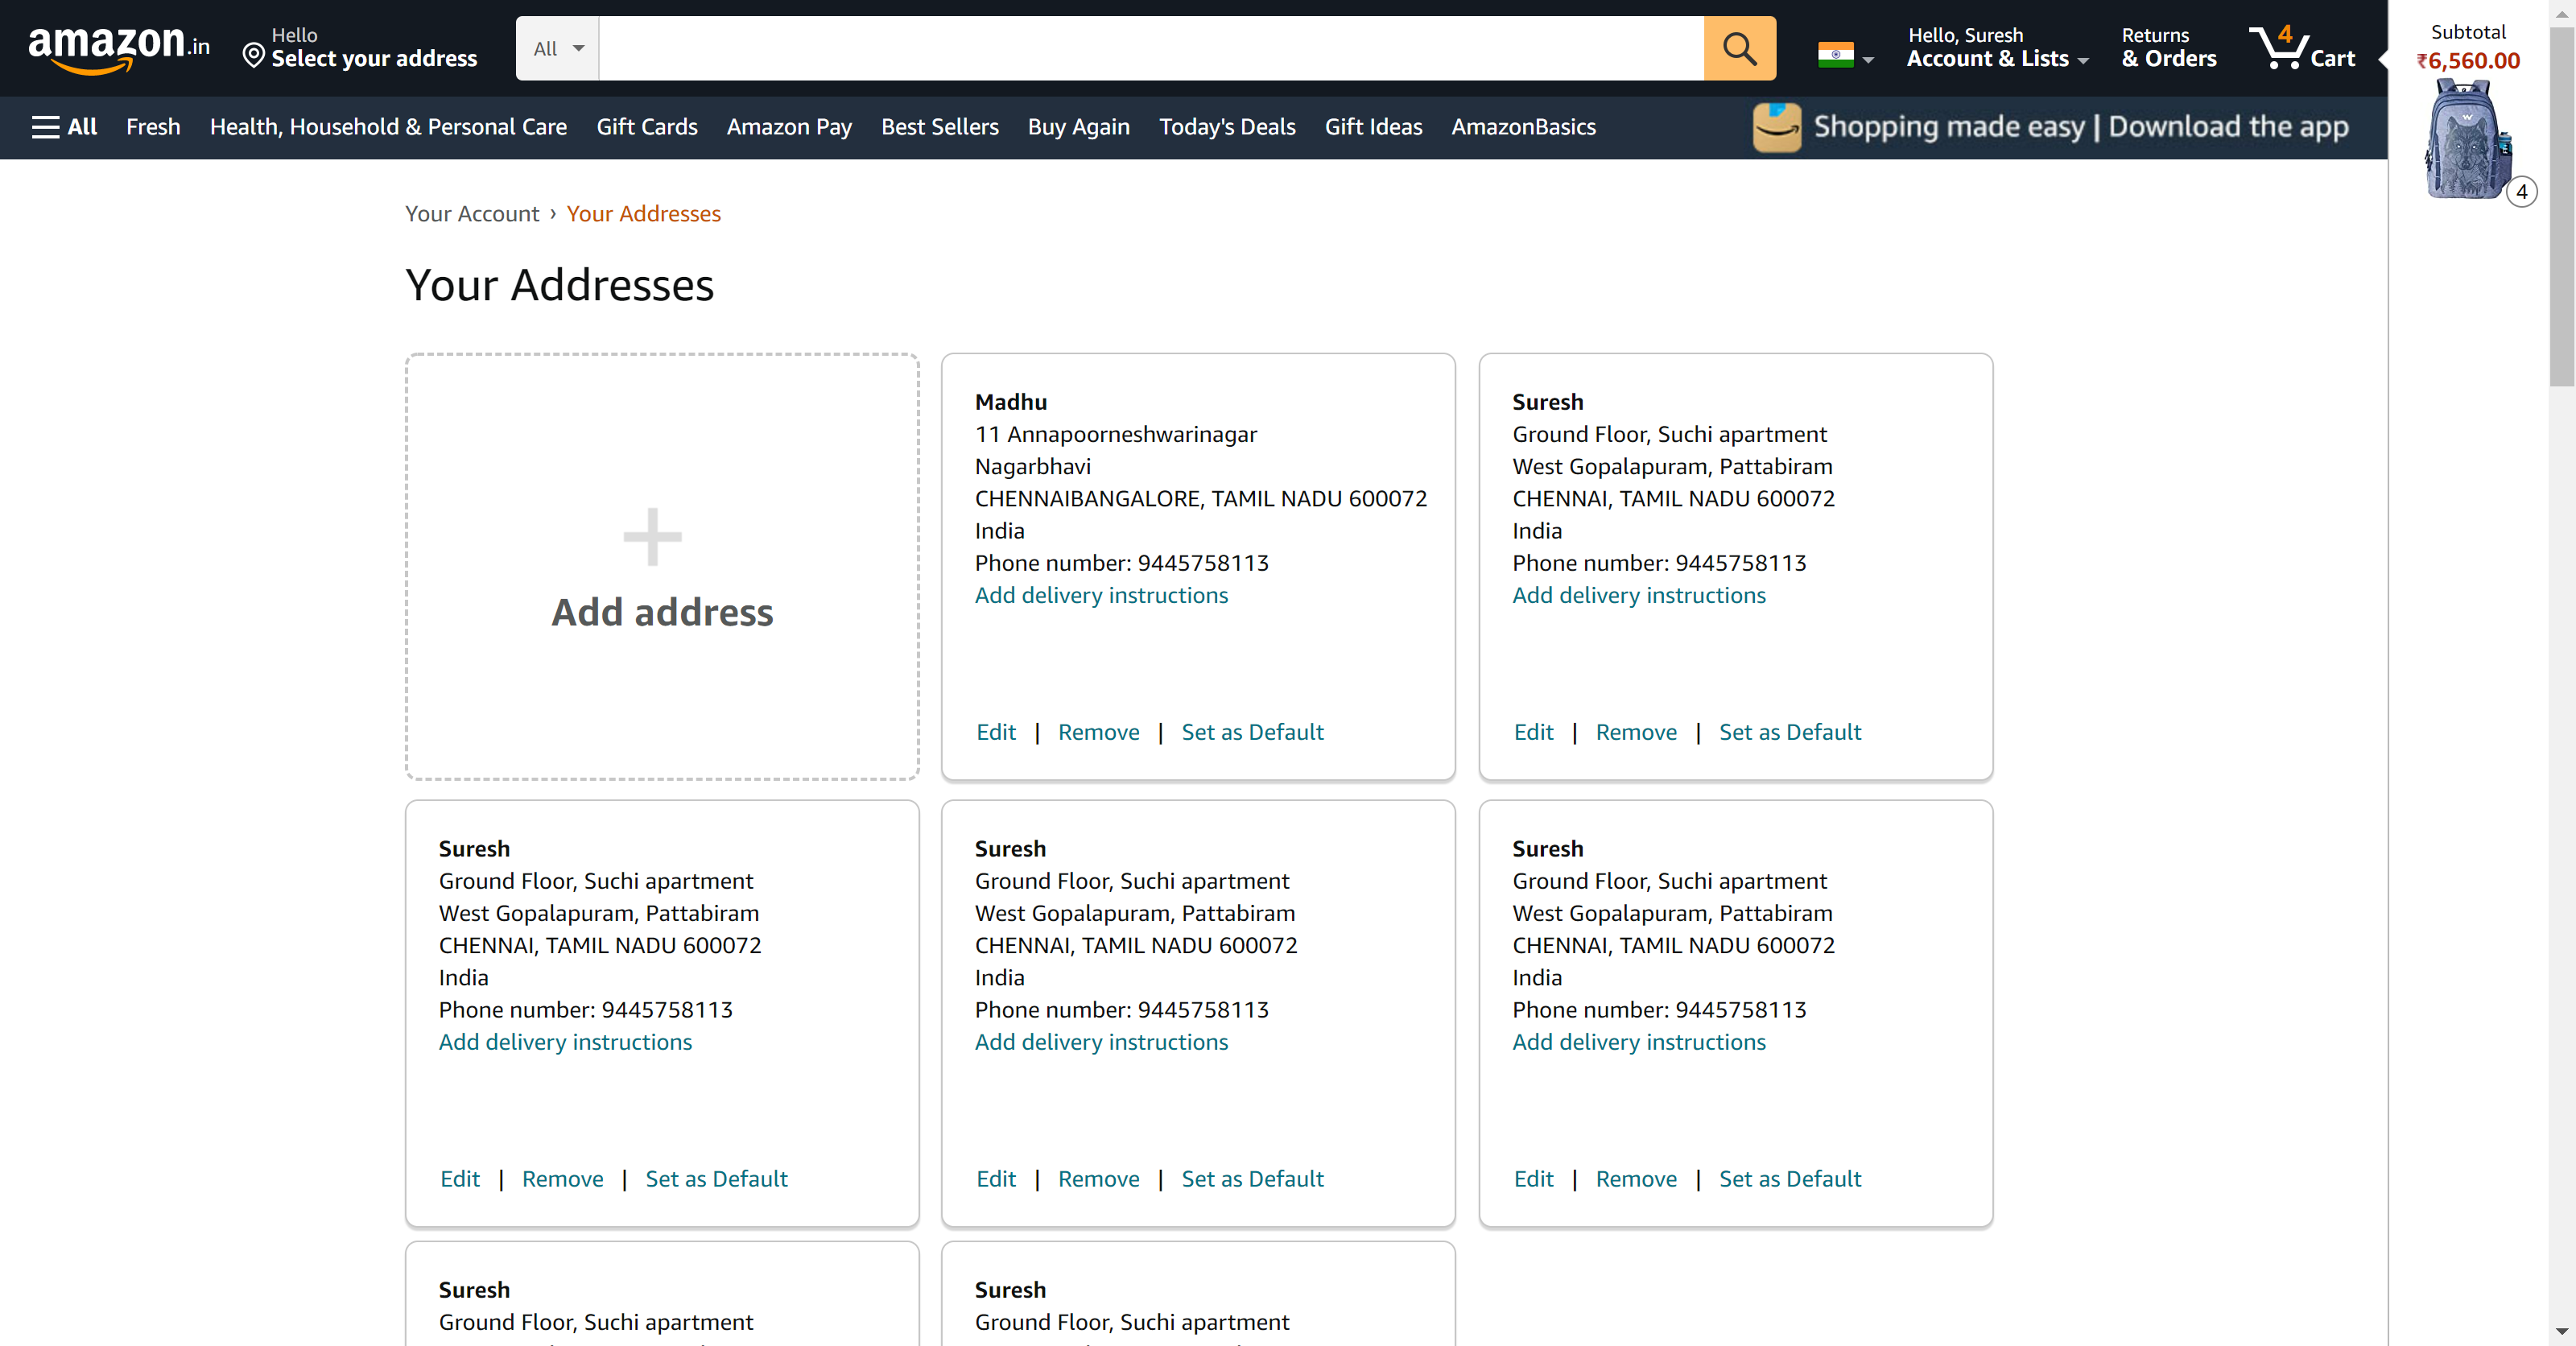 amazon.in
Hello
Select your address
All
Hello, Suresh
Account & Lists
Returns
& Orders
4
Cart
Subtotal
₹6,560.00
4
All
Fresh
Health, Household & Personal Care
Gift Cards
Amazon Pay
Best Sellers
Buy Again
Today's Deals
Gift Ideas
AmazonBasics
Shopping made easy | Download the app
Your Account › Your Addresses
Your Addresses
Add address
Madhu
11 Annapoorneshwarinagar
Nagarbhavi
CHENNAIBANGALORE, TAMIL NADU 600072
India
Phone number: 9445758113
Add delivery instructions
Edit | Remove | Set as Default
Suresh
Ground Floor, Suchi apartment
West Gopalapuram, Pattabiram
CHENNAI, TAMIL NADU 600072
India
Phone number: 9445758113
Add delivery instructions
Edit | Remove | Set as Default
Suresh
Ground Floor, Suchi apartment
West Gopalapuram, Pattabiram
CHENNAI, TAMIL NADU 600072
India
Phone number: 9445758113
Add delivery instructions
Edit | Remove | Set as Default
Suresh
Ground Floor, Suchi apartment
West Gopalapuram, Pattabiram
CHENNAI, TAMIL NADU 600072
India
Phone number: 9445758113
Add delivery instructions
Edit | Remove | Set as Default
Suresh
Ground Floor, Suchi apartment
West Gopalapuram, Pattabiram
CHENNAI, TAMIL NADU 600072
India
Phone number: 9445758113
Add delivery instructions
Edit | Remove | Set as Default
Suresh
Ground Floor, Suchi apartment
Suresh
Ground Floor, Suchi apartment